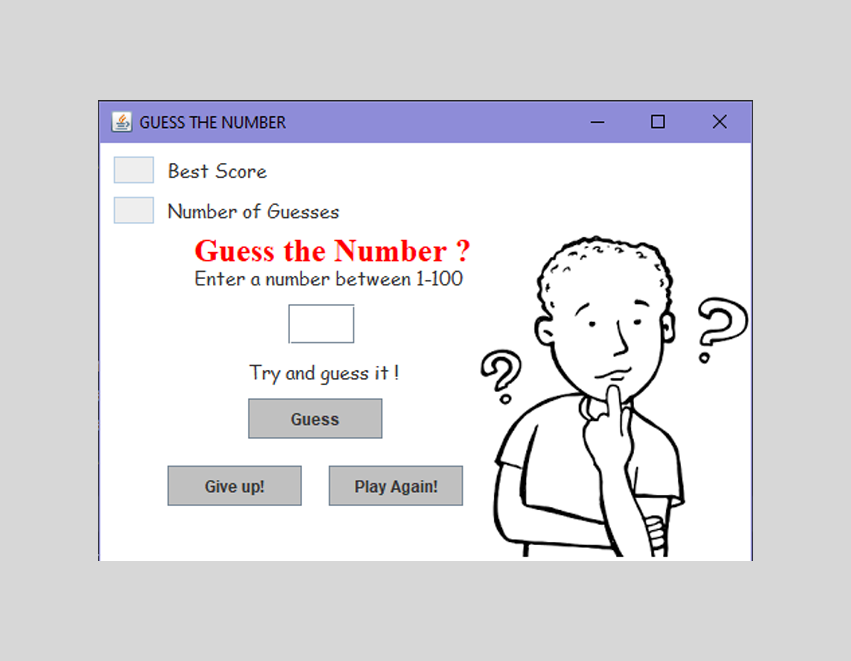 GUESS THE NUMBER
Best Score
Number of Guesses
Guess the Number ?
Enter a number between 1-100
Try and guess it !
Guess
Give up!
Play Again!
? ?